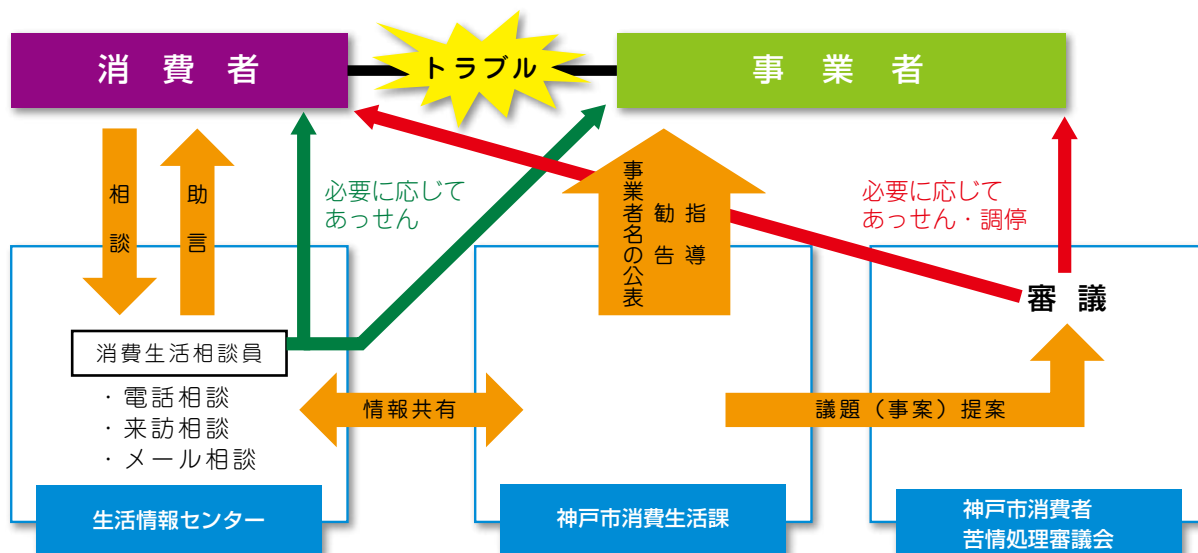 消費者
トラブル
事業者
相談
助言
必要に応じて
あっせん
事業者名の公表
勧告
指導
必要に応じて
あっせん・調停
審議
消費生活相談員
・電話相談
・来訪相談
・メール相談
情報共有
議題（事案）提案
生活情報センター
神戸市消費生活課
神戸市消費者
苦情処理審議会